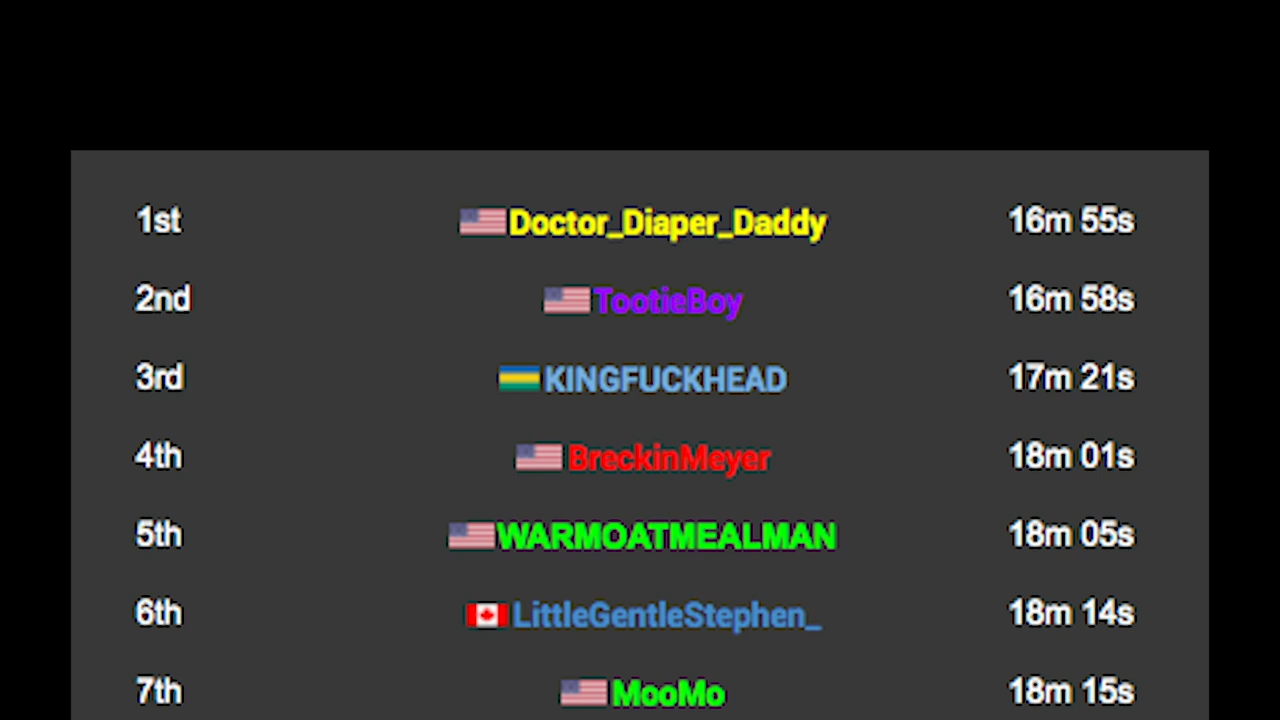 1st Doctor_Diaper_Daddy 16m 55s
2nd TootieBoy 16m 58s
3rd KINGFUCKHEAD 17m 21s
4th BreckinMeyer 18m 01s
5th WARMOATMEALMAN 18m 05s
6th LittleGentleStephen_ 18m 14s
7th MooMo 18m 15s